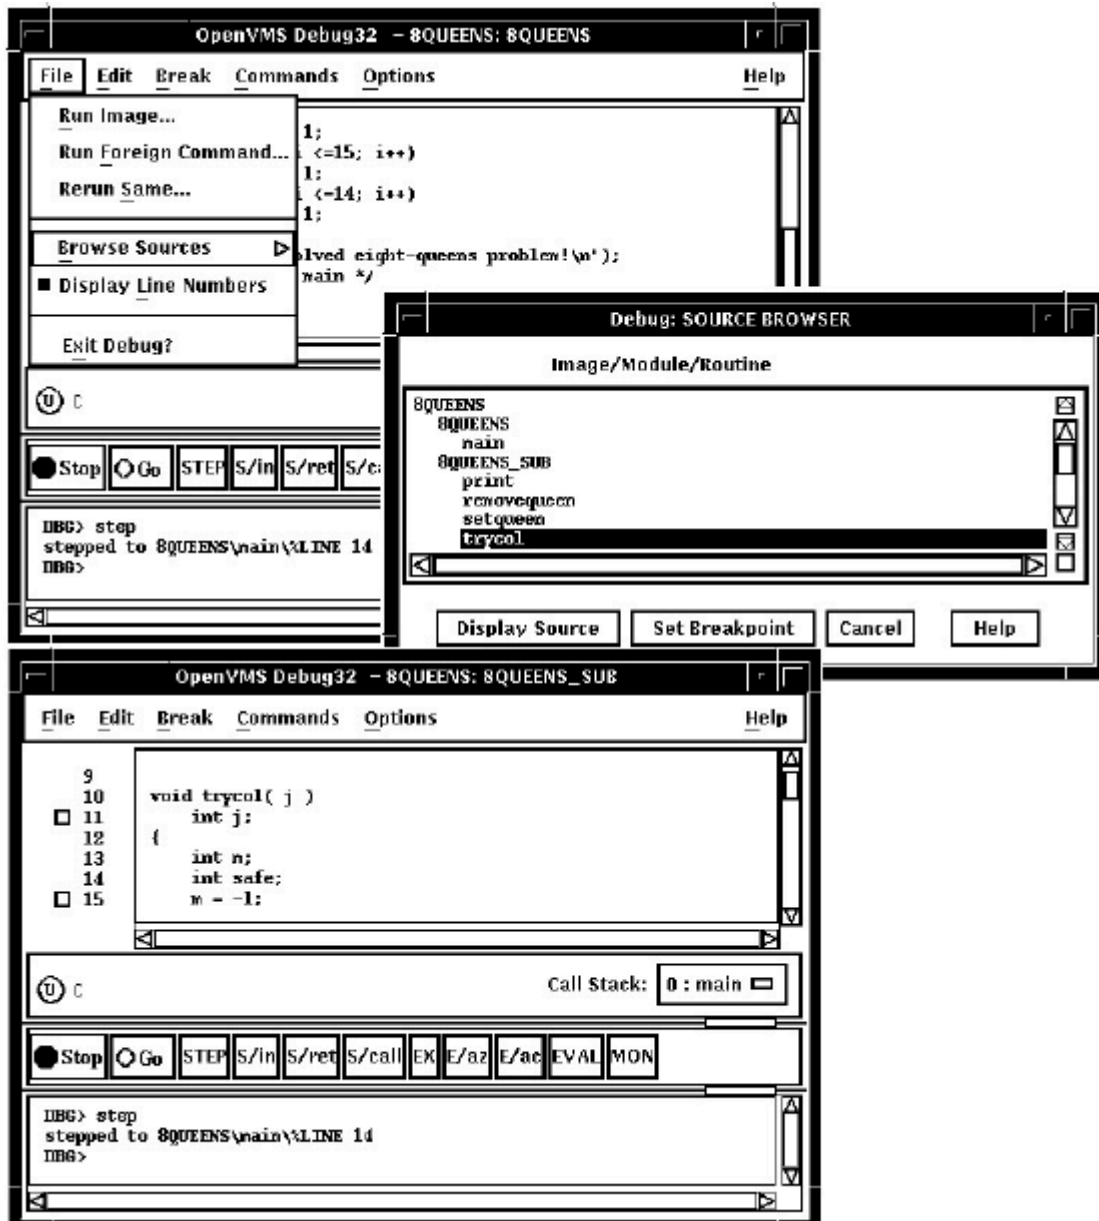 OpenVMS Debug32 - 8QUEENS: 8QUEENS
File Edit Break Commands Options Help
Run Image...
Run Foreign Command...
Rerun Same...
Browse Sources
Display Line Numbers
Exit Debug?
1;
i <=15; i++)
1;
i <=14; i++)
1;
olved eight-queens problem!\n");
main */
U C
Stop Go STEP S/in S/ret S/ca
DBG> step
stepped to 8QUEENS\main\%LINE 14
DBG>
Debug: SOURCE BROWSER
Image/Module/Routine
8QUEENS
8QUEENS
main
8QUEENS_SUB
print
removequeen
setqueen
trycol
Display Source Set Breakpoint Cancel Help
OpenVMS Debug32 - 8QUEENS: 8QUEENS_SUB
File Edit Break Commands Options Help
9
10 void trycol( j )
11 int j;
12 {
13 int m;
14 int safe;
15 m = -1;
U C Call Stack: 0 : main
Stop Go STEP S/in S/ret S/call EX E/az E/ac EVAL MON
DBG> step
stepped to 8QUEENS\main\%LINE 14
DBG>